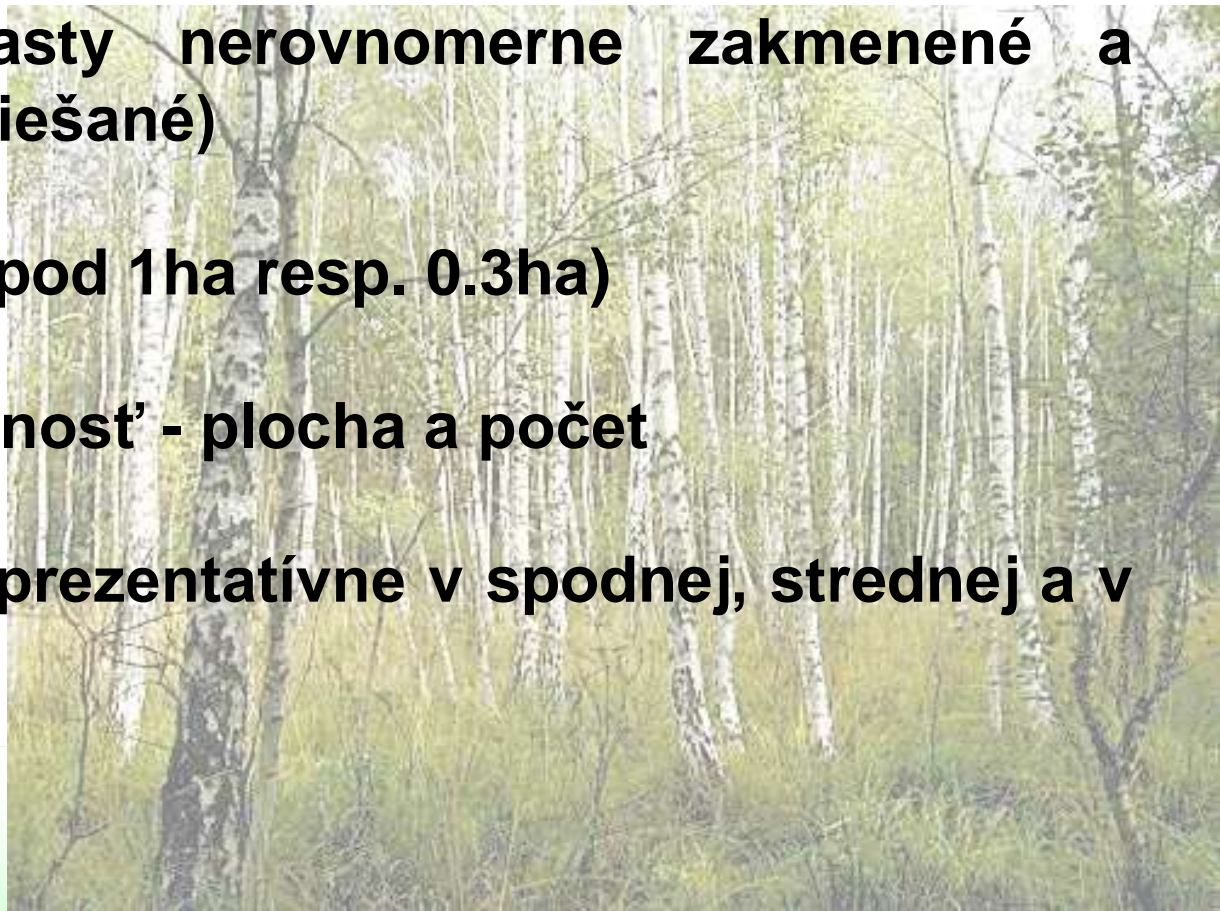 asty nerovnomerne zakmenené a
iešané)
pod 1ha resp. 0.3ha)
nosť - plocha a počet
prezentatívne v spodnej, strednej a v